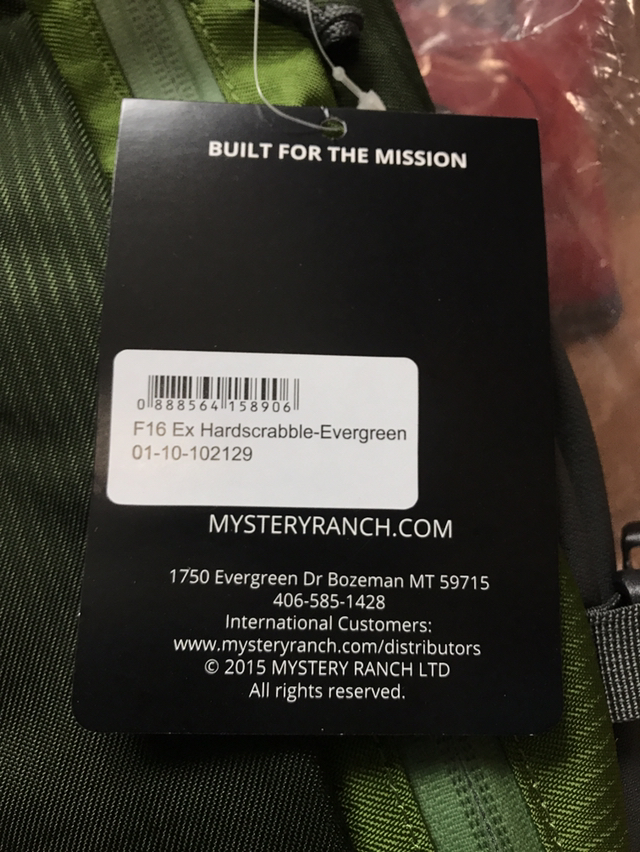 BUILT FOR THE MISSION
0 888564 158906
F16 Ex Hardscrabble-Evergreen
01-10-102129
MYSTERYRANCH.COM
1750 Evergreen Dr Bozeman MT 59715
406-585-1428
International Customers:
www.mysteryranch.com/distributors
© 2015 MYSTERY RANCH LTD
All rights reserved.